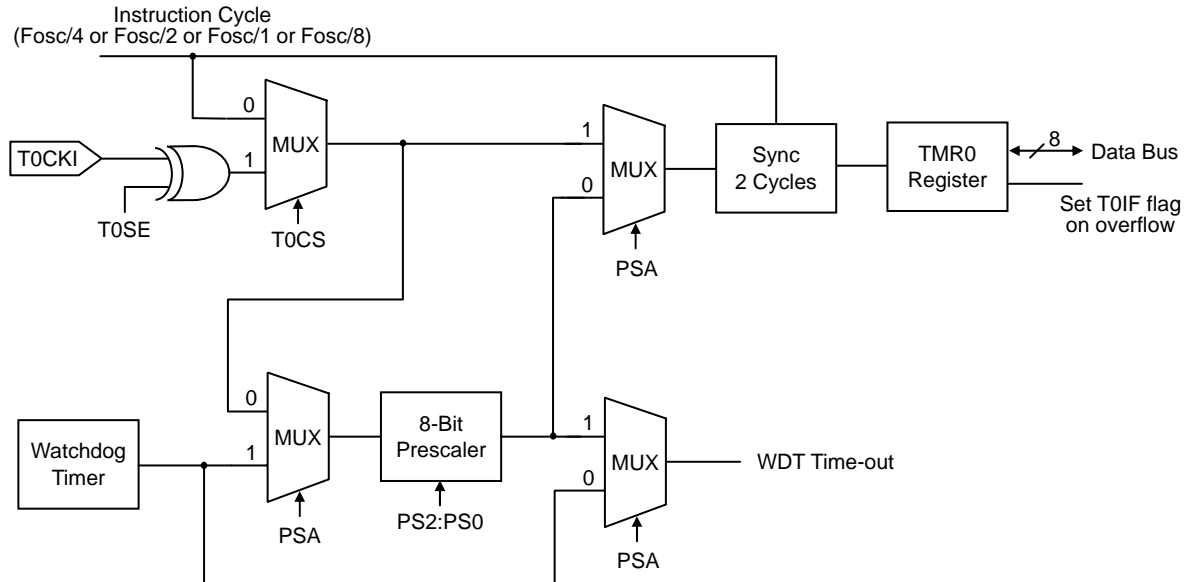 Instruction Cycle
(Fosc/4 or Fosc/2 or Fosc/1 or Fosc/8)
0
MUX
1
T0CKI
T0SE
T0CS
1
MUX
0
PSA
Sync
2 Cycles
TMR0
Register
8
Data Bus
Set T0IF flag
on overflow
Watchdog
Timer
0
MUX
1
PSA
8-Bit
Prescaler
PS2:PS0
1
MUX
0
PSA
WDT Time-out